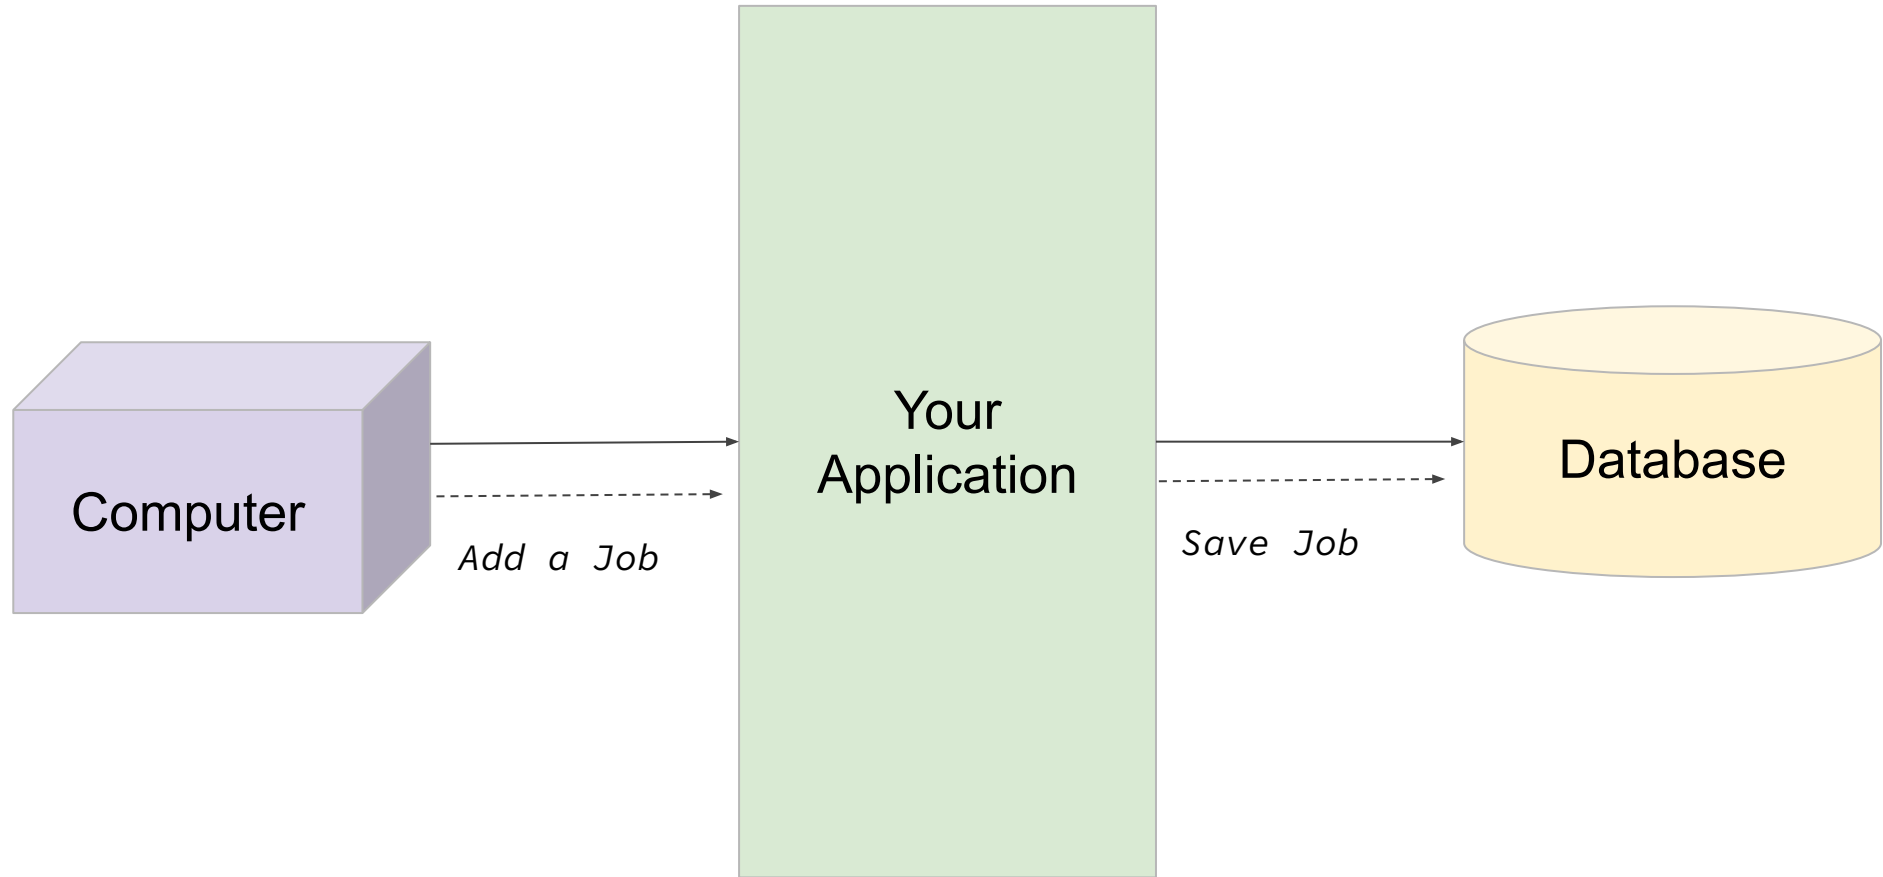 Your
Application
Database
Computer
Add a Job
Save Job